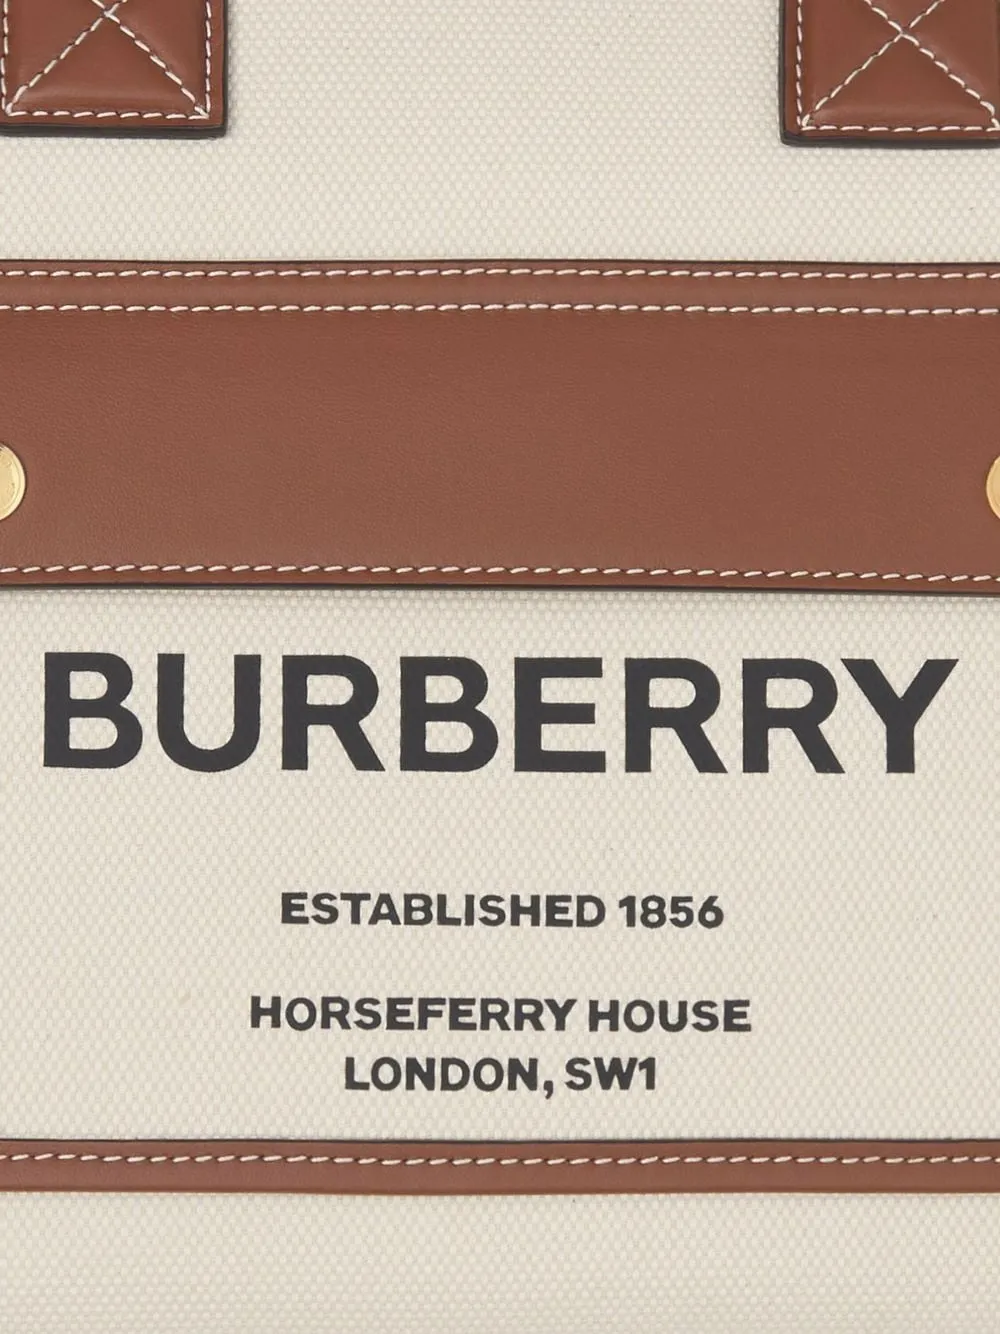 BURBERRY
ESTABLISHED 1856
HORSEFERRY HOUSE
LONDON, SW1